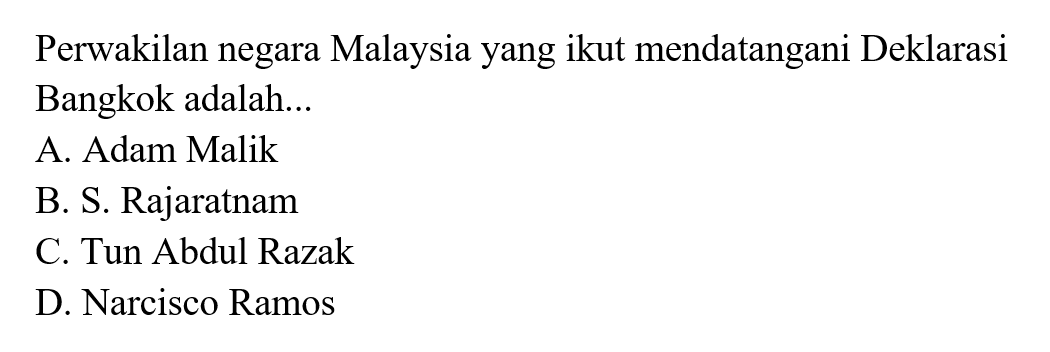 Perwakilan negara Malaysia yang ikut mendatangani Deklarasi
Bangkok adalah...
A. Adam Malik
B. S. Rajaratnam
C. Tun Abdul Razak
D. Narcisco Ramos